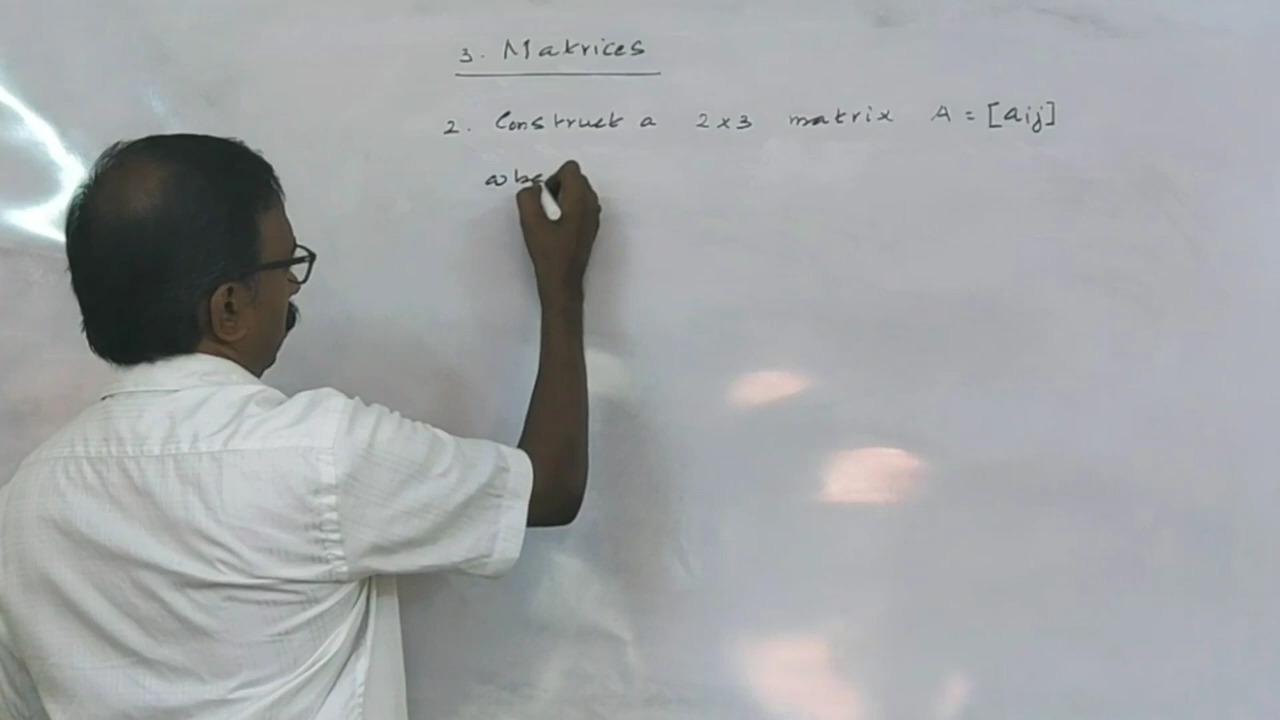 3. Matrices
2. Construct a 2x3 matrix A = [aij]